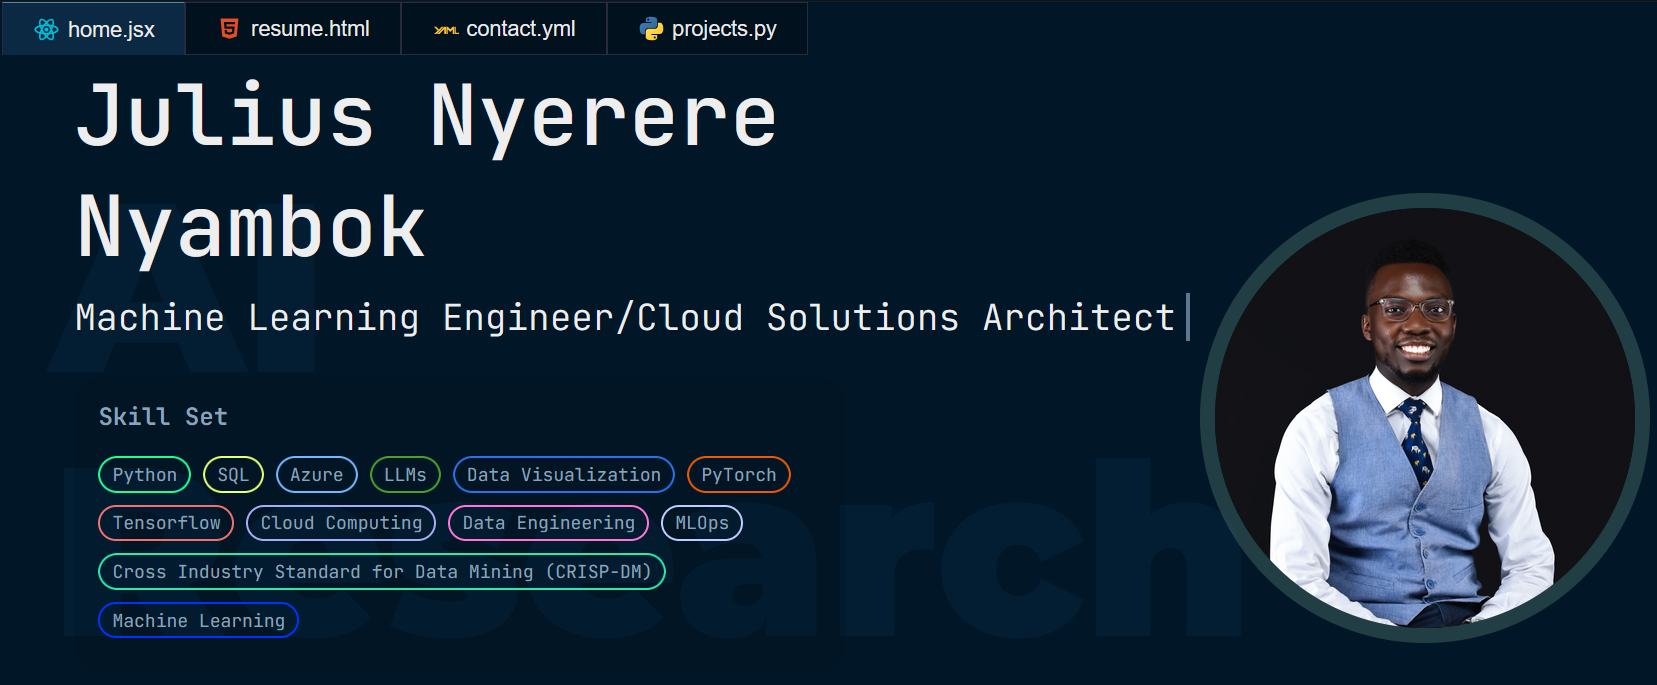 home.jsx resume.html YAML contact.yml projects.py
Julius Nyerere
Nyambok
Machine Learning Engineer/Cloud Solutions Architect
AI
Skill Set
Python SQL Azure LLMs Data Visualization PyTorch
Tensorflow Cloud Computing Data Engineering MLOps
Cross Industry Standard for Data Mining (CRISP-DM)
Machine Learning
Research